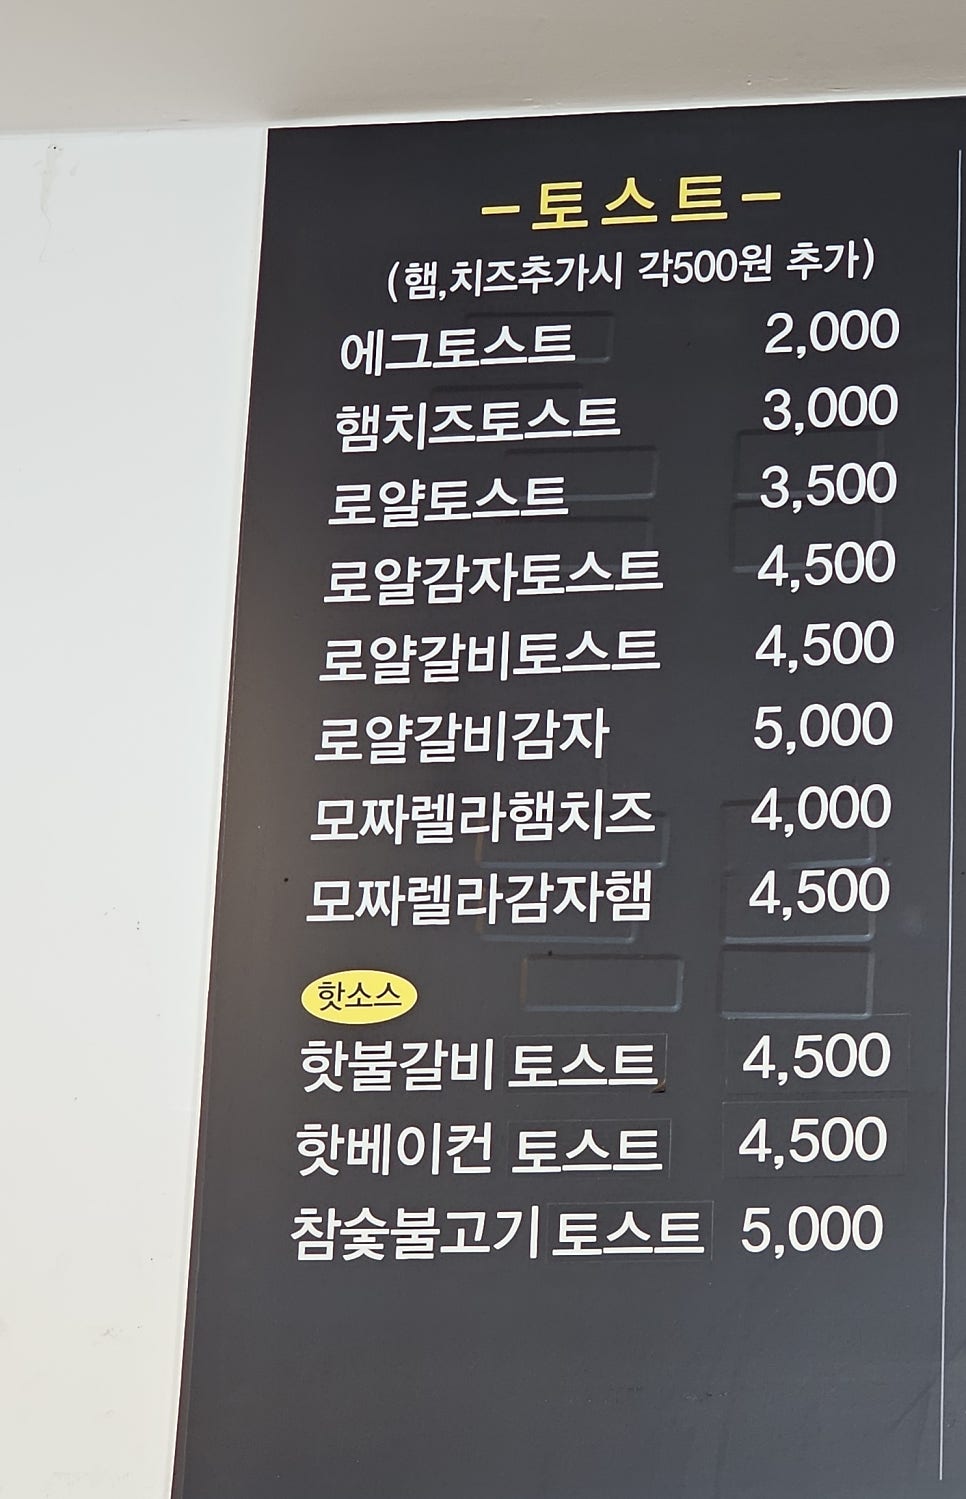 -토스트-
(햄,치즈추가시 각500원 추가)
에그토스트 2,000
햄치즈토스트 3,000
로얄토스트 3,500
로얄감자토스트 4,500
로얄갈비토스트 4,500
로얄갈비감자 5,000
모짜렐라햄치즈 4,000
모짜렐라감자햄 4,500
핫소스
핫불갈비 토스트 4,500
핫베이컨 토스트 4,500
참숯불고기 토스트 5,000